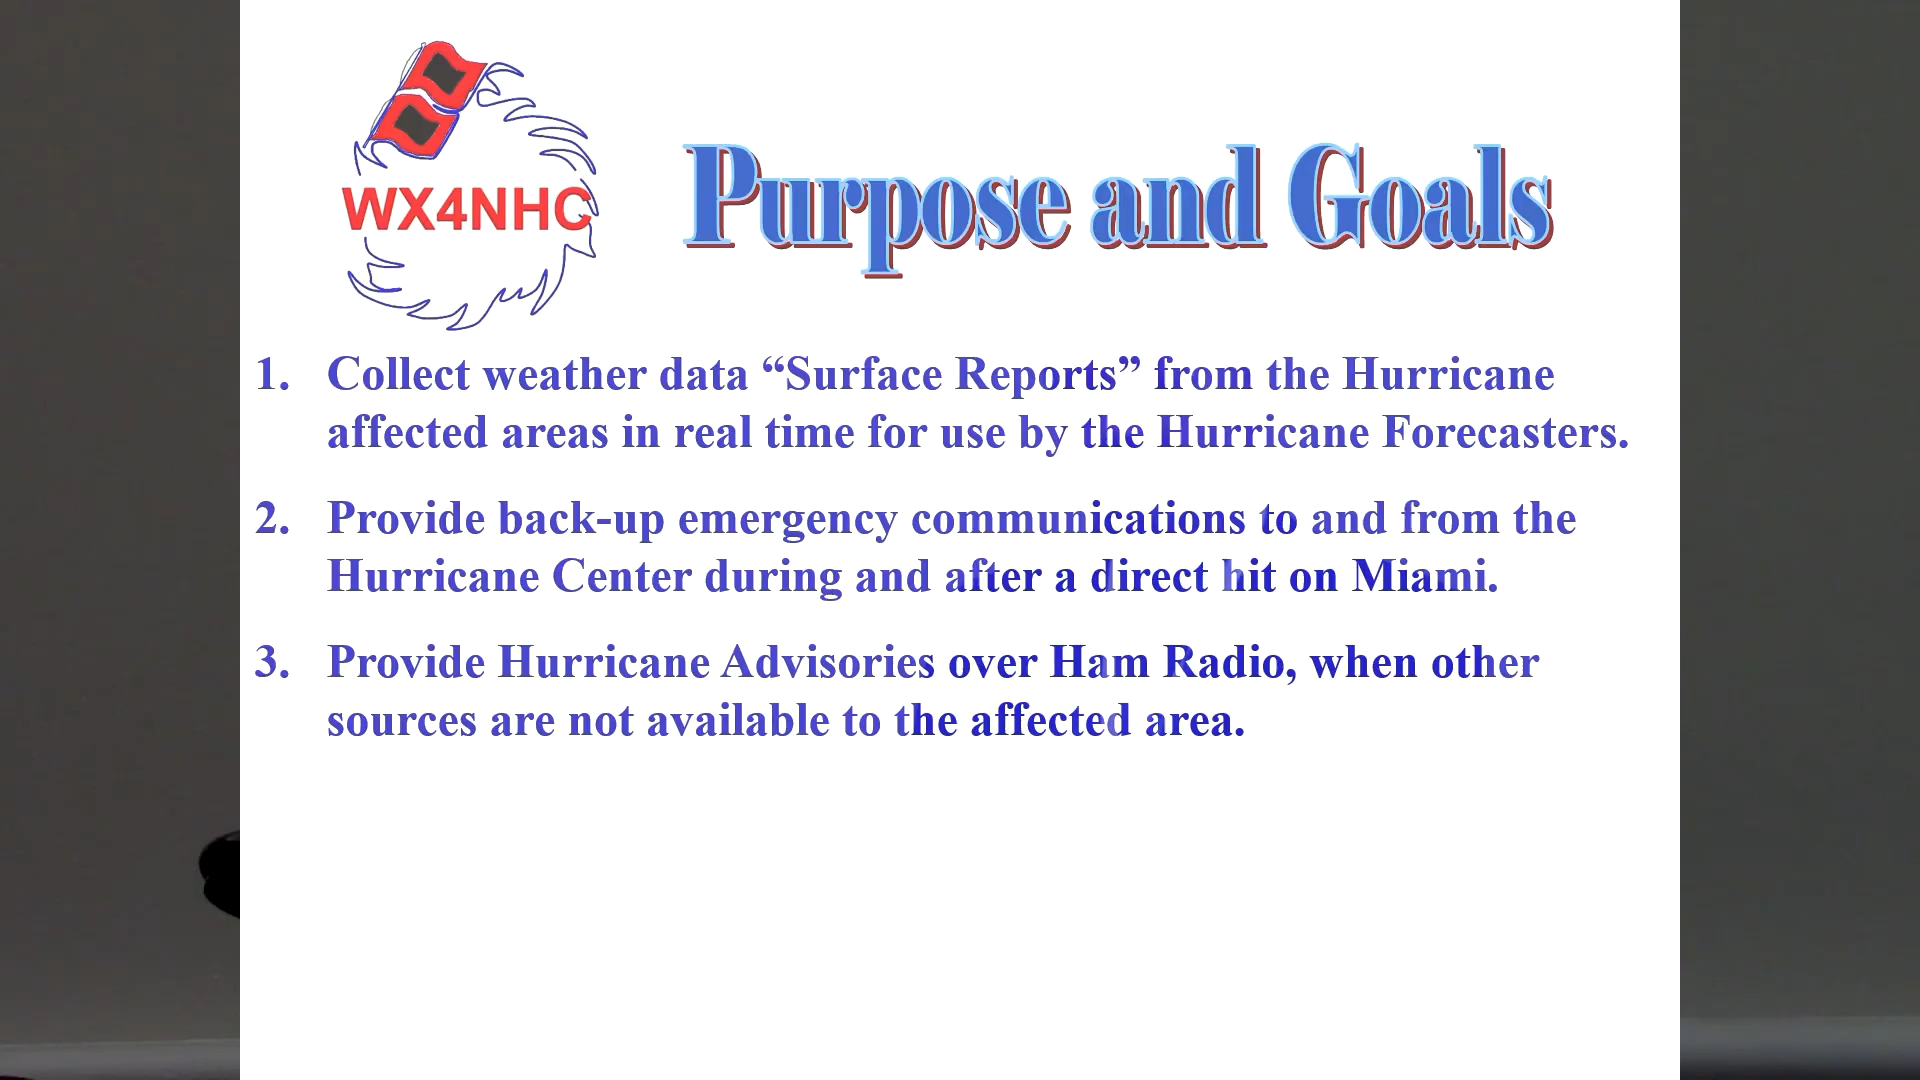 WX4NHC
Purpose and Goals
1. Collect weather data “Surface Reports” from the Hurricane
affected areas in real time for use by the Hurricane Forecasters.
2. Provide back-up emergency communications to and from the
Hurricane Center during and after a direct hit on Miami.
3. Provide Hurricane Advisories over Ham Radio, when other
sources are not available to the affected area.